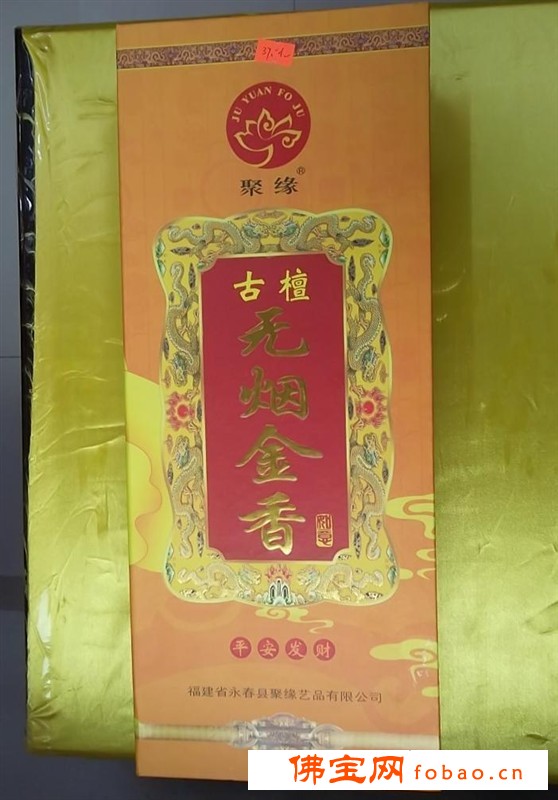 JU YUAN FO JU
聚缘®
古檀
无烟金香
平安发财
福建省永春县聚缘艺品有限公司
佛宝网 fobao.cn